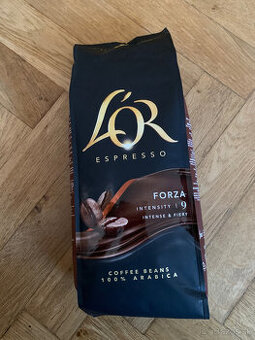 L'OR
ESPRESSO
FORZA
INTENSITY | 9
INTENSE & FIERY
COFFEE BEANS
100% ARABICA